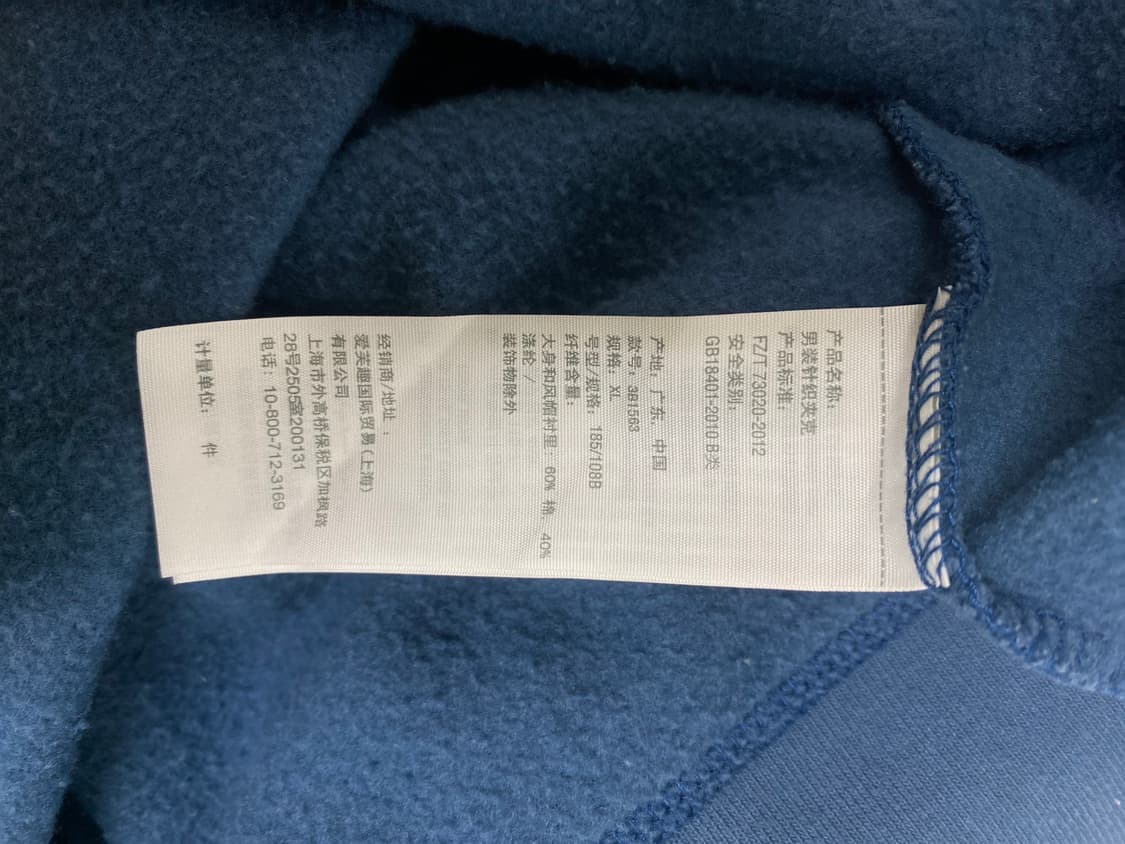 产品名称：
男装针织夹克
产品标准：
FZ/T 73020-2012
安全类别：
GB18401-2010 B类
产地：广东，中国
款号：3B1563
规格：XL
号型/规格：185/108B
纤维含量：
大身和风帽衬里：60% 棉，40%
涤纶 /
装饰物除外
经销商/地址：
爱芙趣国际贸易(上海)
有限公司
上海市外高桥保税区加枫路
28号2505室200131
电话：10-800-712-3169
计量单位： 件